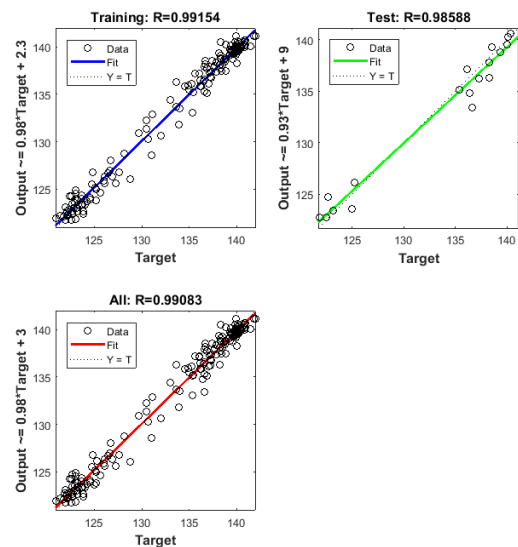 Training: R=0.99154
Output ~= 0.98*Target + 2.3
140
135
130
125
Data
Fit
Y = T
125 130 135 140
Target
Test: R=0.98588
Output ~= 0.93*Target + 9
140
135
130
125
Data
Fit
Y = T
125 130 135 140
Target
All: R=0.99083
Output ~= 0.98*Target + 3
140
135
130
125
Data
Fit
Y = T
125 130 135 140
Target